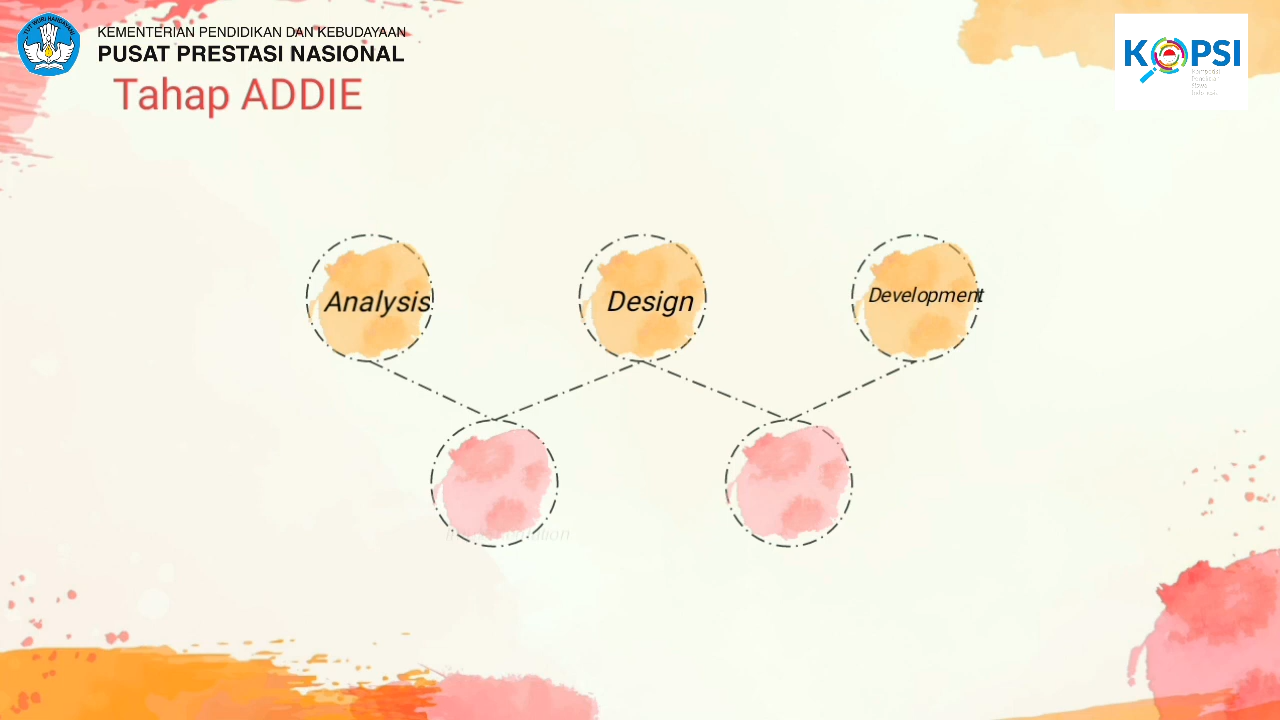 KEMENTERIAN PENDIDIKAN DAN KEBUDAYAAN
PUSAT PRESTASI NASIONAL
Tahap ADDIE
KOPSI
Analysis
Design
Development